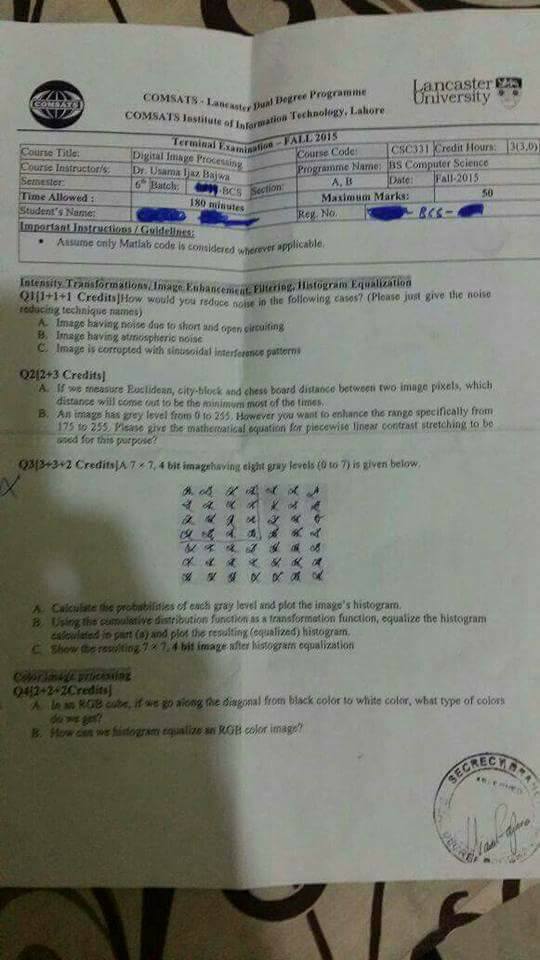 COMSATS
COMSATS - Lancaster Dual Degree Programme
COMSATS Institute of Information Technology, Lahore
Lancaster University
Terminal Examination – FALL 2015
Course Title: Digital Image Processing Course Code: CSC331 Credit Hours: 3(3,0)
Course Instructor/s: Dr. Usama Ijaz Bajwa Programme Name: BS Computer Science
Semester: 6th Batch: -BCS Section: A, B Date: Fall-2015
Time Allowed : 180 minutes Maximum Marks: 50
Student's Name: Reg. No. - BCS -
Important Instructions / Guidelines:
• Assume only Matlab code is considered wherever applicable.
Intensity Transformations, Image Enhancement, Filtering, Histogram Equalization
Q1[1+1+1 Credits]How would you reduce noise in the following cases? (Please just give the noise
reducing technique names)
A. Image having noise due to short and open circuiting
B. Image having atmospheric noise
C. Image is corrupted with sinusoidal interference patterns
Q2[2+3 Credits]
A. If we measure Euclidean, city-block and chess board distance between two image pixels, which
distance will come out to be the minimum most of the times.
B. An image has grey level from 0 to 255. However you want to enhance the range specifically from
175 to 255. Please give the mathematical equation for piecewise linear contrast stretching to be
used for this purpose?
Q3[3+3+2 Credits]A 7 × 7, 4 bit imagehaving eight gray levels (0 to 7) is given below.
A. Calculate the probabilities of each gray level and plot the image's histogram.
B. Using the cumulative distribution function as a transformation function, equalize the histogram
calculated in part (a) and plot the resulting (equalized) histogram.
C. Show the resulting 7 × 7, 4 bit image after histogram equalization
Color image processing
Q4[2+2+2Credits]
A. In an RGB cube, if we go along the diagonal from black color to white color, what type of colors
do we get?
B. How can we histogram equalize an RGB color image?
SECRECY